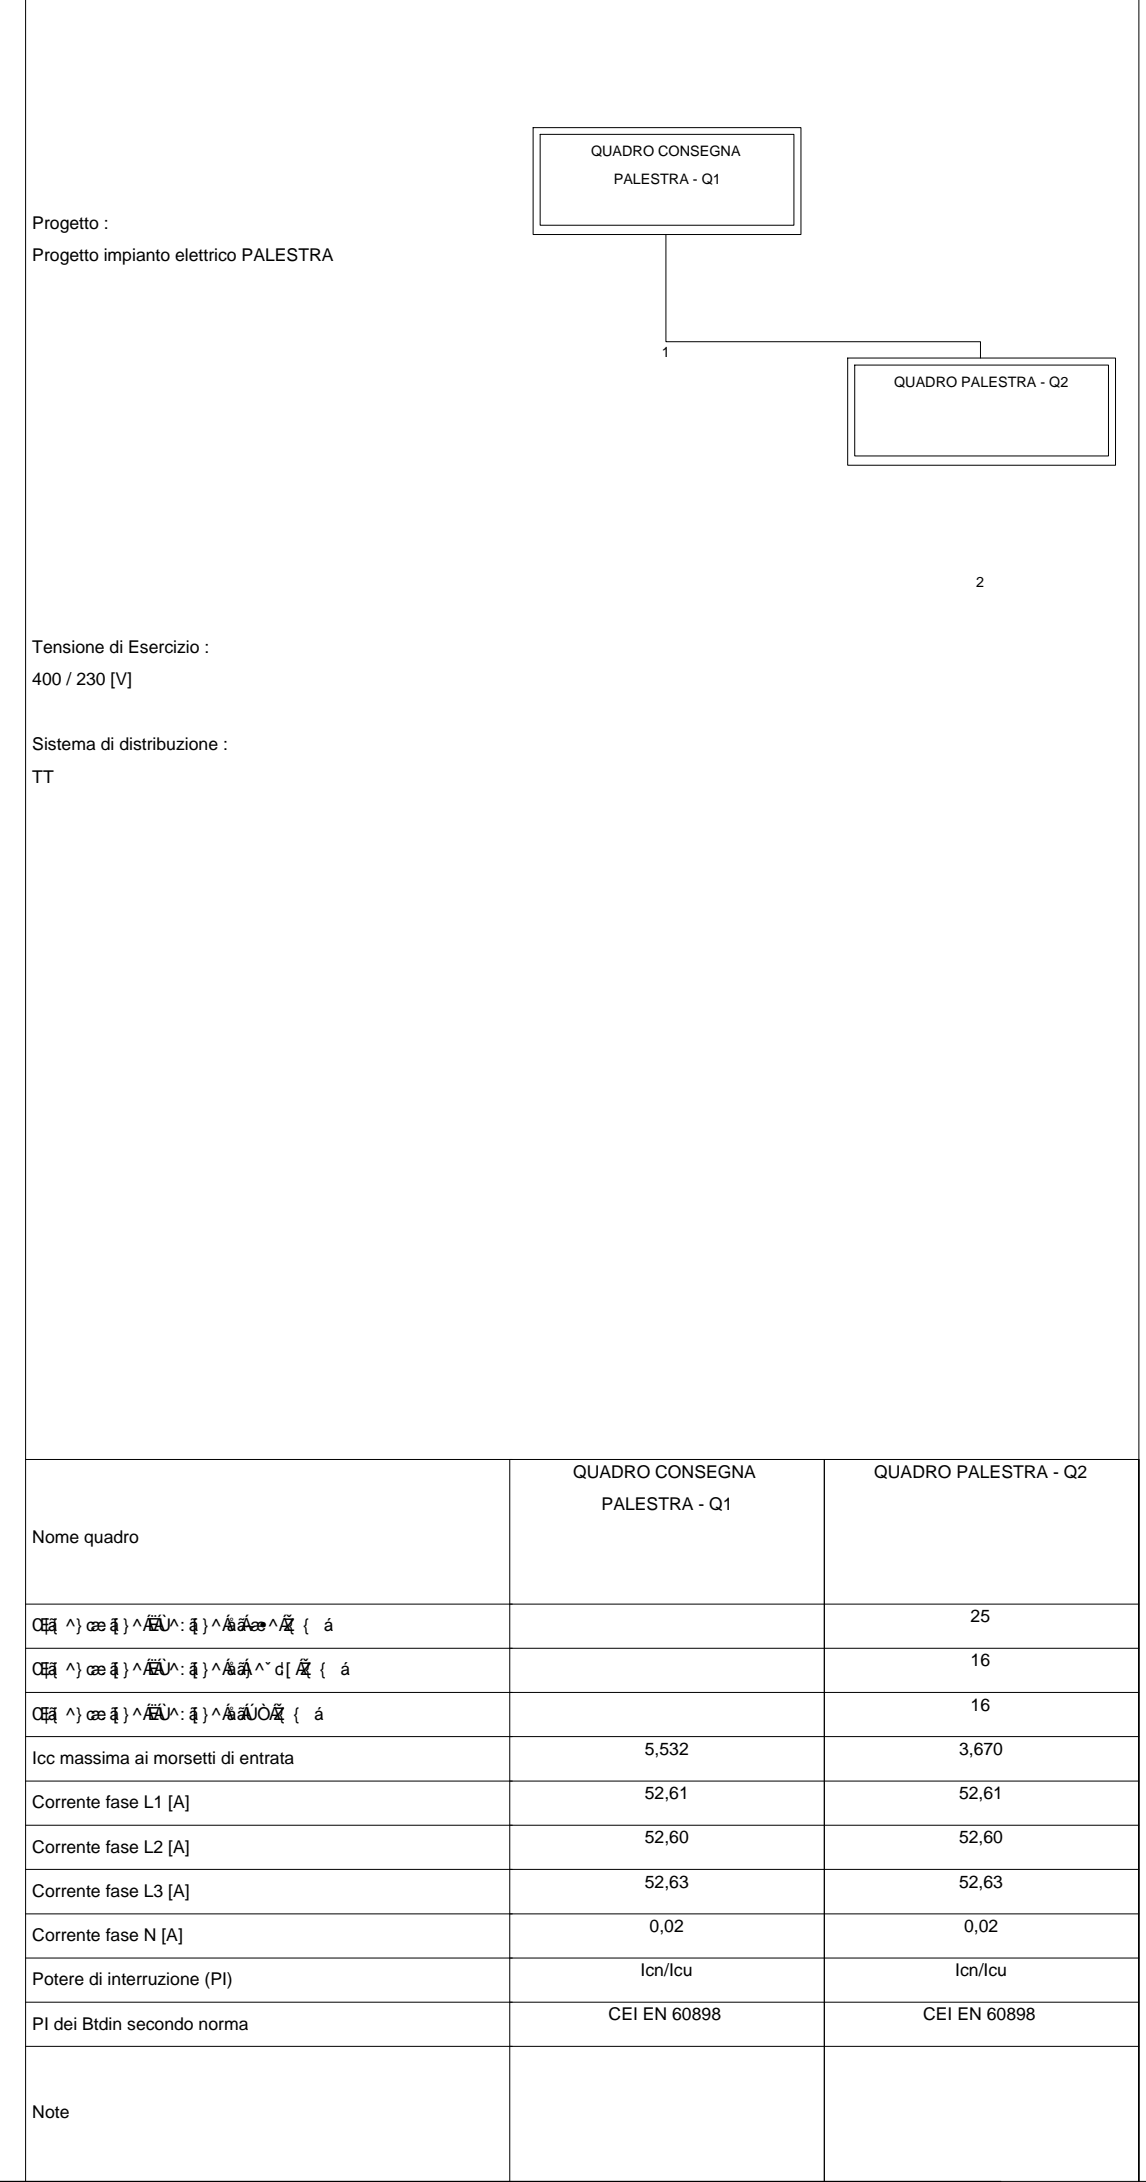 QUADRO CONSEGNA
PALESTRA - Q1
Progetto :
Progetto impianto elettrico PALESTRA
1
QUADRO PALESTRA - Q2
2
Tensione di Esercizio :
400 / 230 [V]
Sistema di distribuzione :
TT
QUADRO CONSEGNA QUADRO PALESTRA - Q2
PALESTRA - Q1
Nome quadro
25
16
16
Icc massima ai morsetti di entrata 5,532 3,670
Corrente fase L1 [A] 52,61 52,61
Corrente fase L2 [A] 52,60 52,60
Corrente fase L3 [A] 52,63 52,63
Corrente fase N [A] 0,02 0,02
Potere di interruzione (PI) Icn/Icu Icn/Icu
PI dei Btdin secondo norma CEI EN 60898 CEI EN 60898
Note